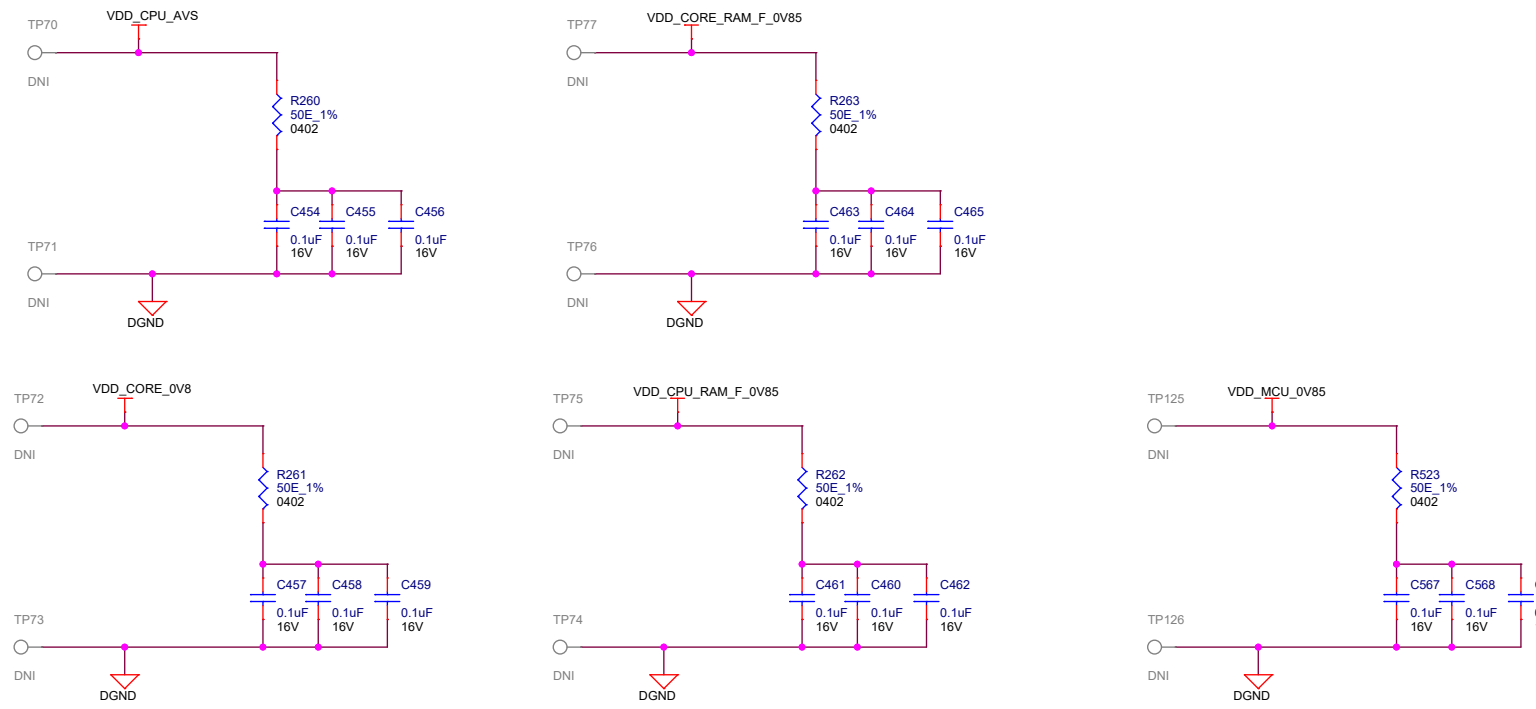 TP70
VDD_CPU_AVS
DNI
R260
50E_1%
0402
C454
0.1uF
16V
C455
0.1uF
16V
C456
0.1uF
16V
TP71
DNI
DGND
TP77
VDD_CORE_RAM_F_0V85
DNI
R263
50E_1%
0402
C463
0.1uF
16V
C464
0.1uF
16V
C465
0.1uF
16V
TP76
DNI
DGND
TP72
VDD_CORE_0V8
DNI
R261
50E_1%
0402
C457
0.1uF
16V
C458
0.1uF
16V
C459
0.1uF
16V
TP73
DNI
DGND
TP75
VDD_CPU_RAM_F_0V85
DNI
R262
50E_1%
0402
C461
0.1uF
16V
C460
0.1uF
16V
C462
0.1uF
16V
TP74
DNI
DGND
TP125
VDD_MCU_0V85
DNI
R523
50E_1%
0402
C567
0.1uF
16V
C568
0.1uF
16V
TP126
DNI
DGND